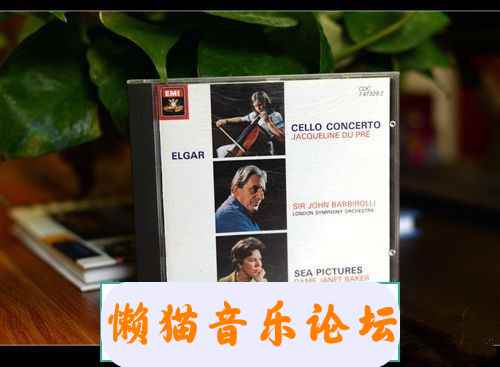 EMI
CDC
7 47329 2
CELLO CONCERTO
JACQUELINE DU PRÉ
ELGAR
SIR JOHN BARBIROLLI
LONDON SYMPHONY ORCHESTRA
SEA PICTURES
DAME JANET BAKER
懒猫音乐论坛